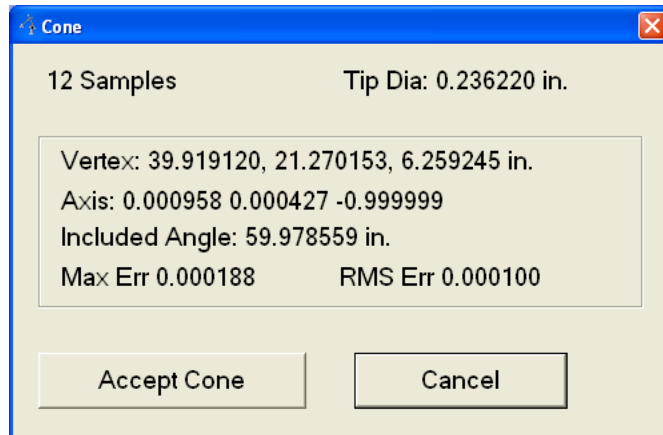 Cone
12 Samples Tip Dia: 0.236220 in.
Vertex: 39.919120, 21.270153, 6.259245 in.
Axis: 0.000958 0.000427 -0.999999
Included Angle: 59.978559 in.
Max Err 0.000188 RMS Err 0.000100
Accept Cone Cancel